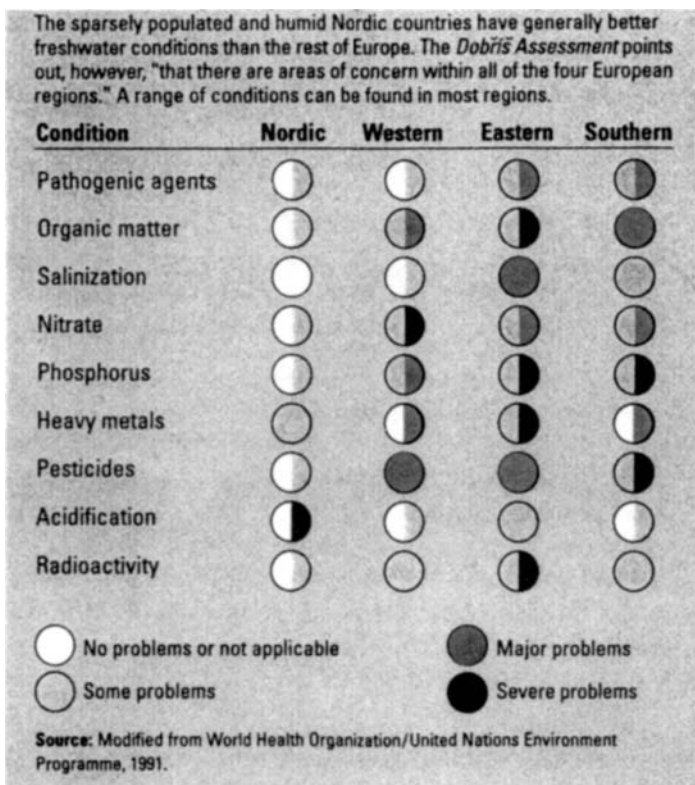 The sparsely populated and humid Nordic countries have generally better
freshwater conditions than the rest of Europe. The Dobříš Assessment points
out, however, "that there are areas of concern within all of the four European
regions." A range of conditions can be found in most regions.
Condition Nordic Western Eastern Southern
Pathogenic agents
Organic matter
Salinization
Nitrate
Phosphorus
Heavy metals
Pesticides
Acidification
Radioactivity
No problems or not applicable Major problems
Some problems Severe problems
Source: Modified from World Health Organization/United Nations Environment
Programme, 1991.